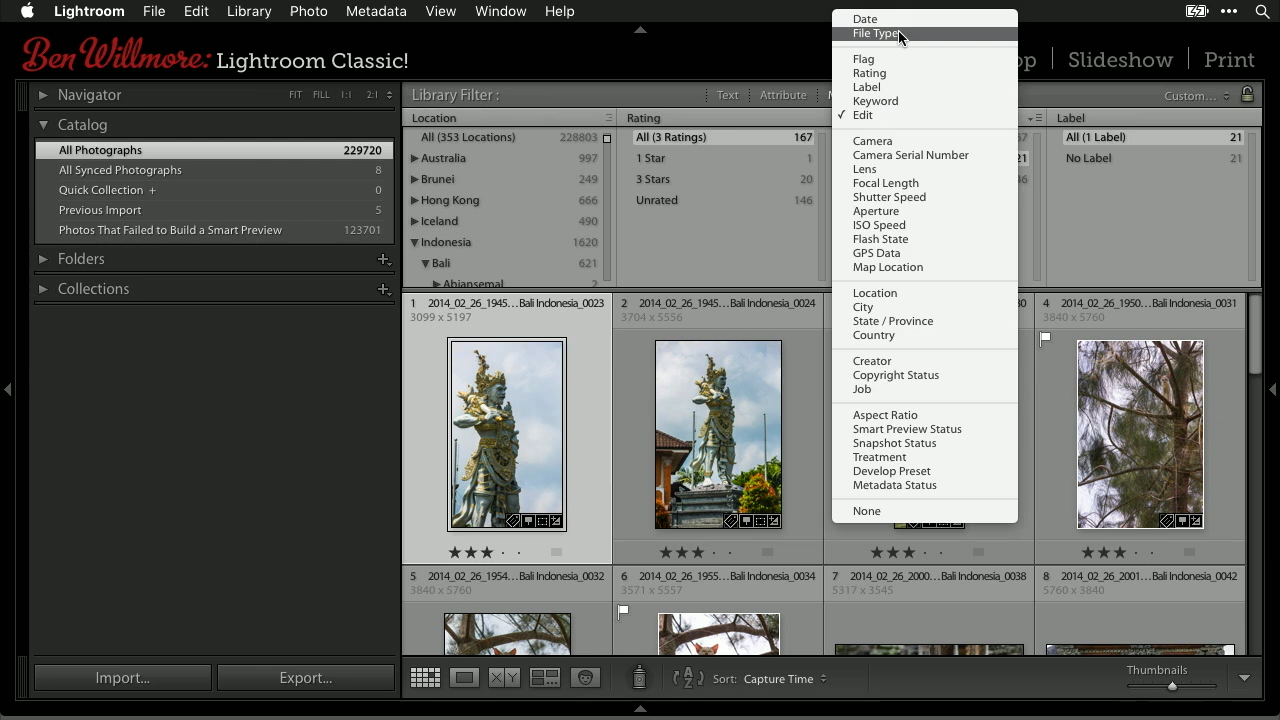 Lightroom File Edit Library Photo Metadata View Window Help
Ben Willmore: Lightroom Classic!
op Slideshow Print
Navigator FIT FILL 1:1 2:1
Catalog
All Photographs 229720
All Synced Photographs 8
Quick Collection + 0
Previous Import 5
Photos That Failed to Build a Smart Preview 123701
Folders
Collections
Import...
Export...
Library Filter : Text Attribute M Custom...
Location Rating Label
All (353 Locations) 228803
Australia 997
Brunei 249
Hong Kong 666
Iceland 490
Indonesia 1620
Bali 621
Abiansemal
All (3 Ratings) 167
1 Star 1
3 Stars 20
Unrated 146
67
21
46
All (1 Label) 21
No Label 21
Date
File Type
Flag
Rating
Label
Keyword
✓ Edit
Camera
Camera Serial Number
Lens
Focal Length
Shutter Speed
Aperture
ISO Speed
Flash State
GPS Data
Map Location
Location
City
State / Province
Country
Creator
Copyright Status
Job
Aspect Ratio
Smart Preview Status
Snapshot Status
Treatment
Develop Preset
Metadata Status
None
1 2014_02_26_1945...Bali Indonesia_0023
3099 x 5197
2 2014_02_26_1945...Bali Indonesia_0024
3704 x 5556
30
4 2014_02_26_1950...Bali Indonesia_0031
3840 x 5760
5 2014_02_26_1954...Bali Indonesia_0032
3840 x 5760
6 2014_02_26_1955...Bali Indonesia_0034
3571 x 5557
7 2014_02_26_2000...Bali Indonesia_0038
5317 x 3545
8 2014_02_26_2001...Bali Indonesia_0042
5760 x 3840
X Y
A Z
Sort: Capture Time
Thumbnails